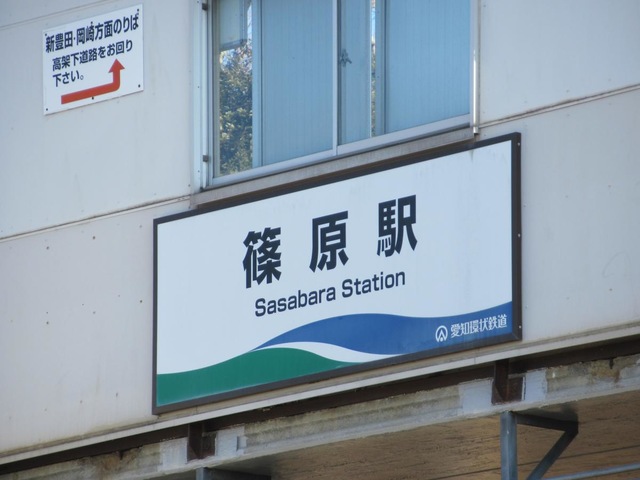 新豊田・岡崎方面のりば
高架下道路をお回り
下さい。
篠原駅
Sasabara Station
愛知環状鉄道